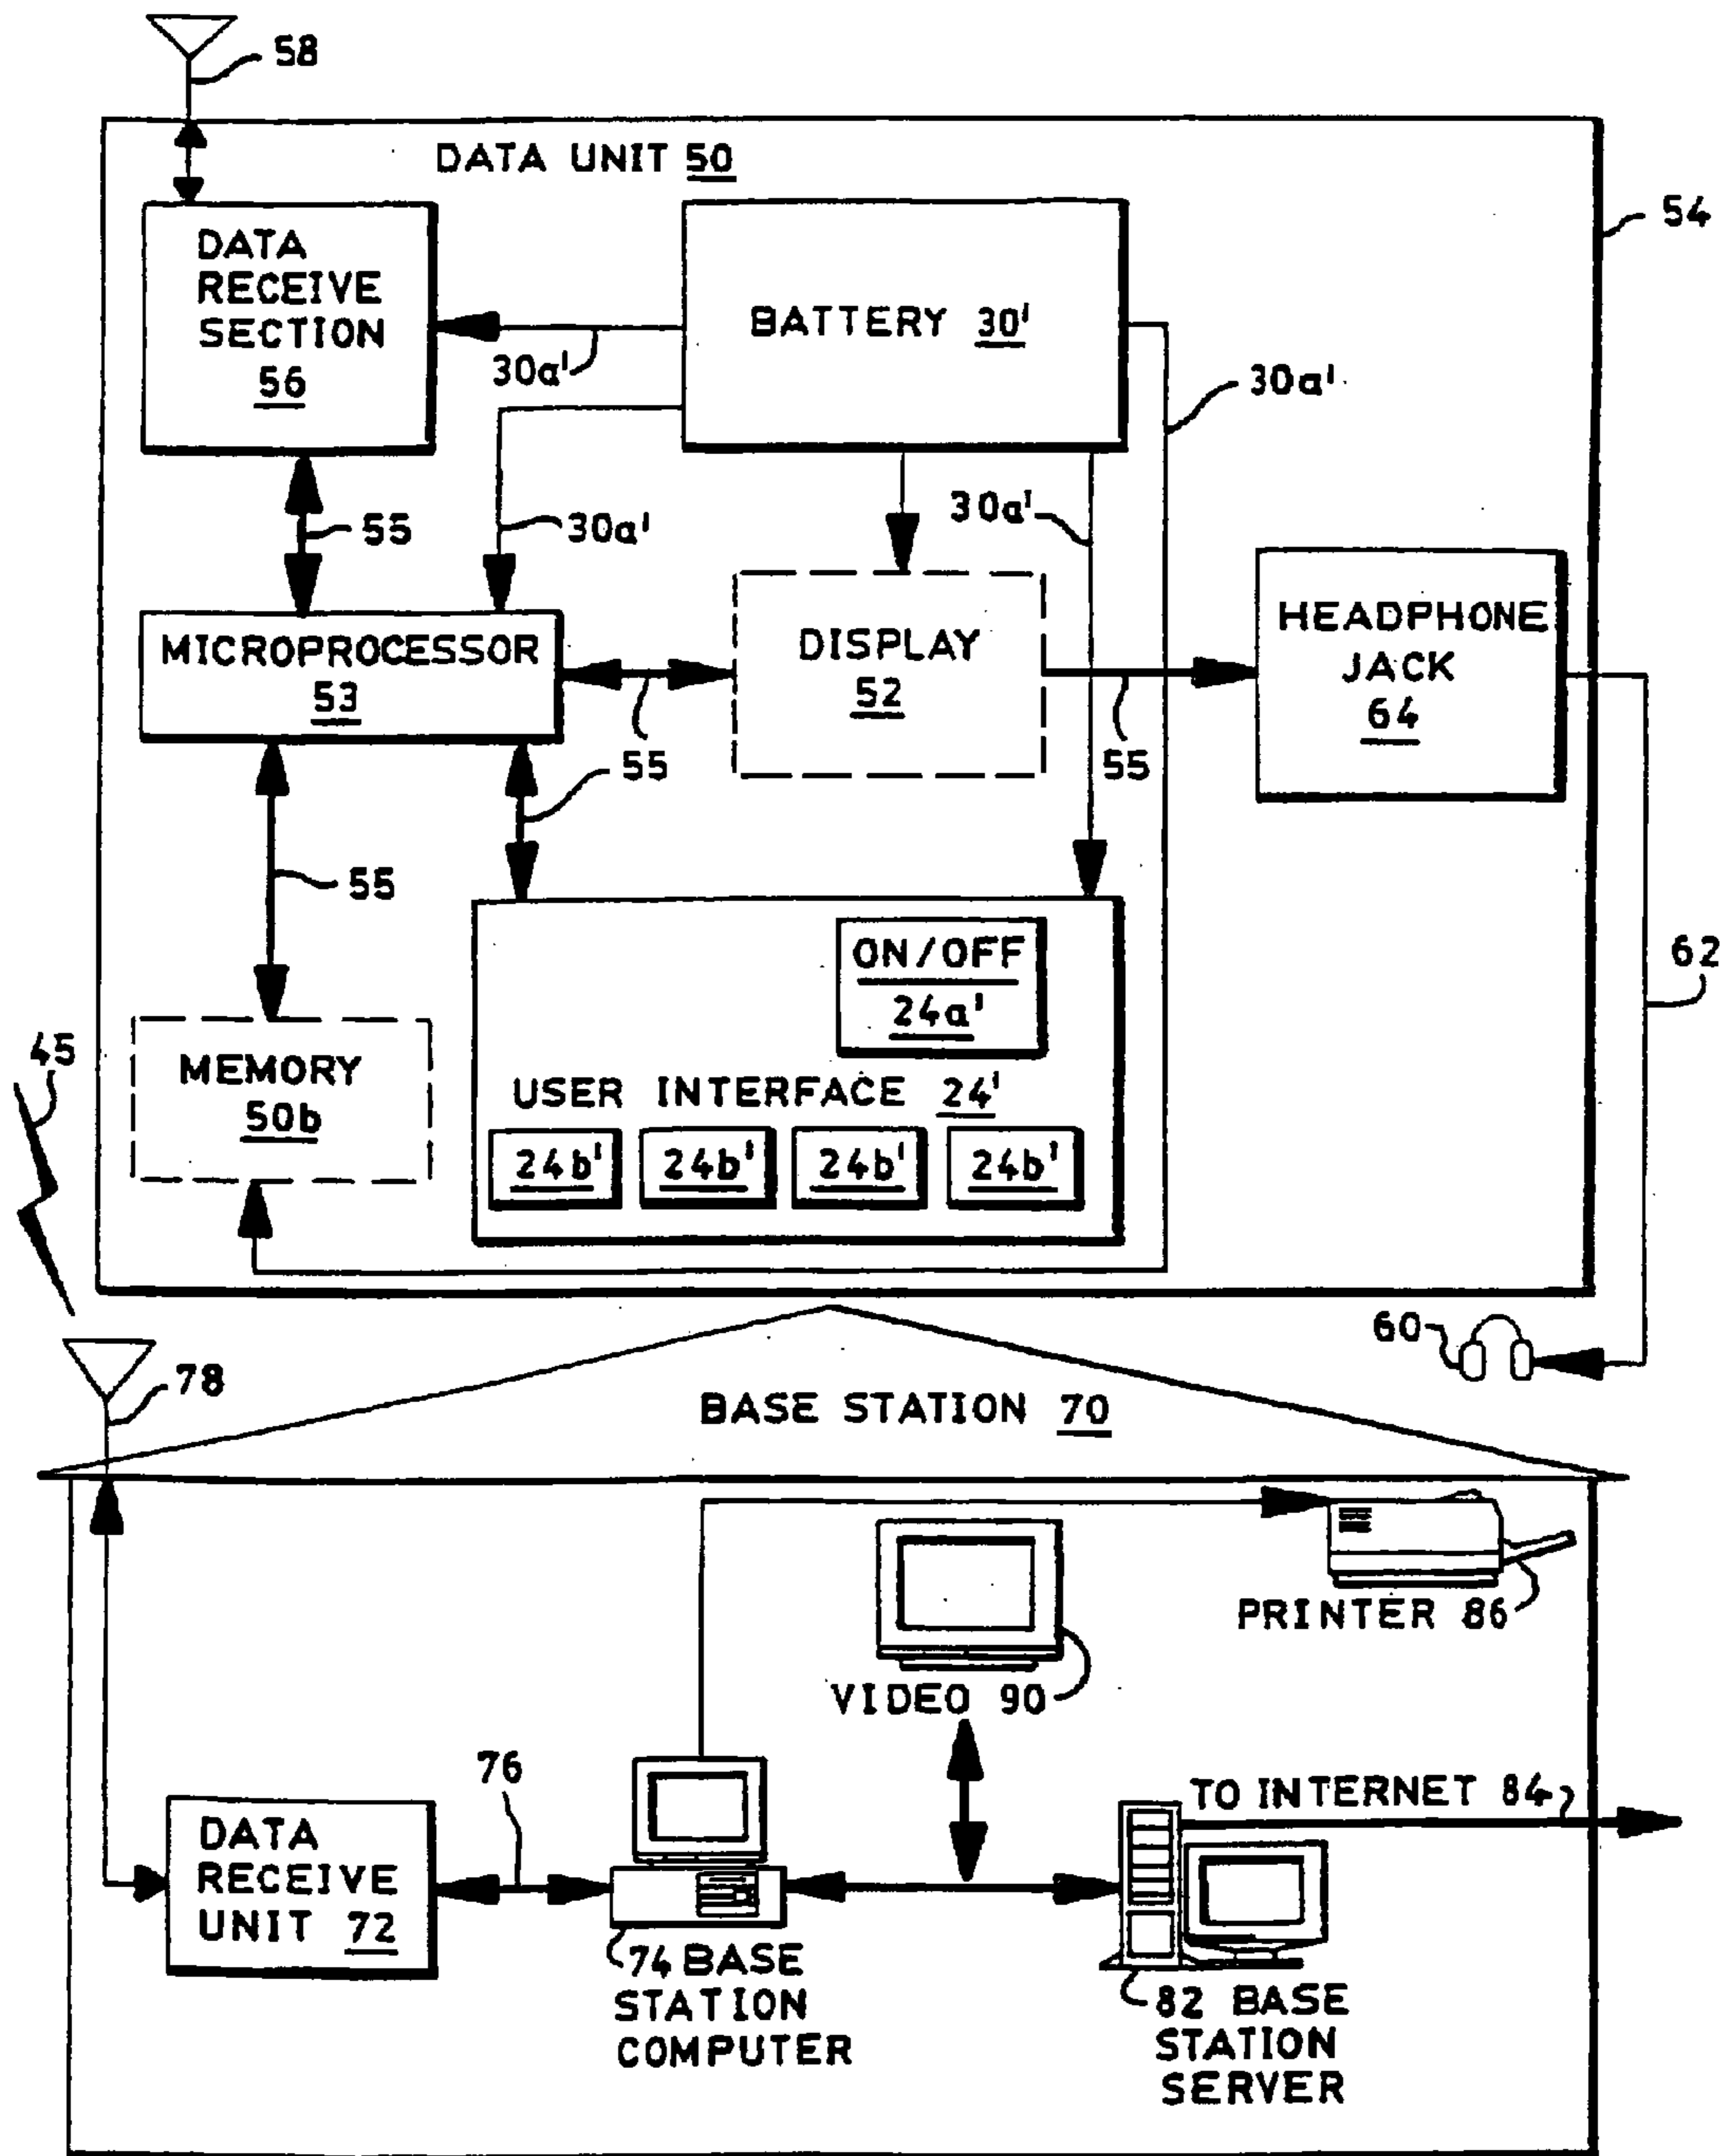 58
DATA UNIT 50
54
DATA
RECEIVE
SECTION
56
BATTERY 30'
30a'
30a'
55
30a'
30a'
HEADPHONE
JACK
64
MICROPROCESSOR
53
DISPLAY
52
55
55
55
55
ON/OFF
24a'
62
45
MEMORY
50b
USER INTERFACE 24'
24b' 24b' 24b' 24b'
60
78
BASE STATION 70
PRINTER 86
VIDEO 90
76
TO INTERNET 84
DATA
RECEIVE
UNIT 72
74 BASE
STATION
COMPUTER
82 BASE
STATION
SERVER